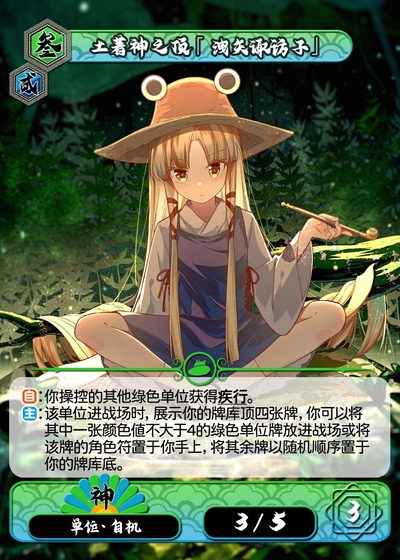 叁
土著神之顶『洩矢诹访子』
贰
自:你操控的其他绿色单位获得疾行。
主:该单位进战场时，展示你的牌库顶四张牌，你可以将
其中一张颜色值不大于4的绿色单位牌放进战场或将
该牌的角色符置于你手上，将其余牌以随机顺序置于
你的牌库底。
神
单位·自机
3/5
3